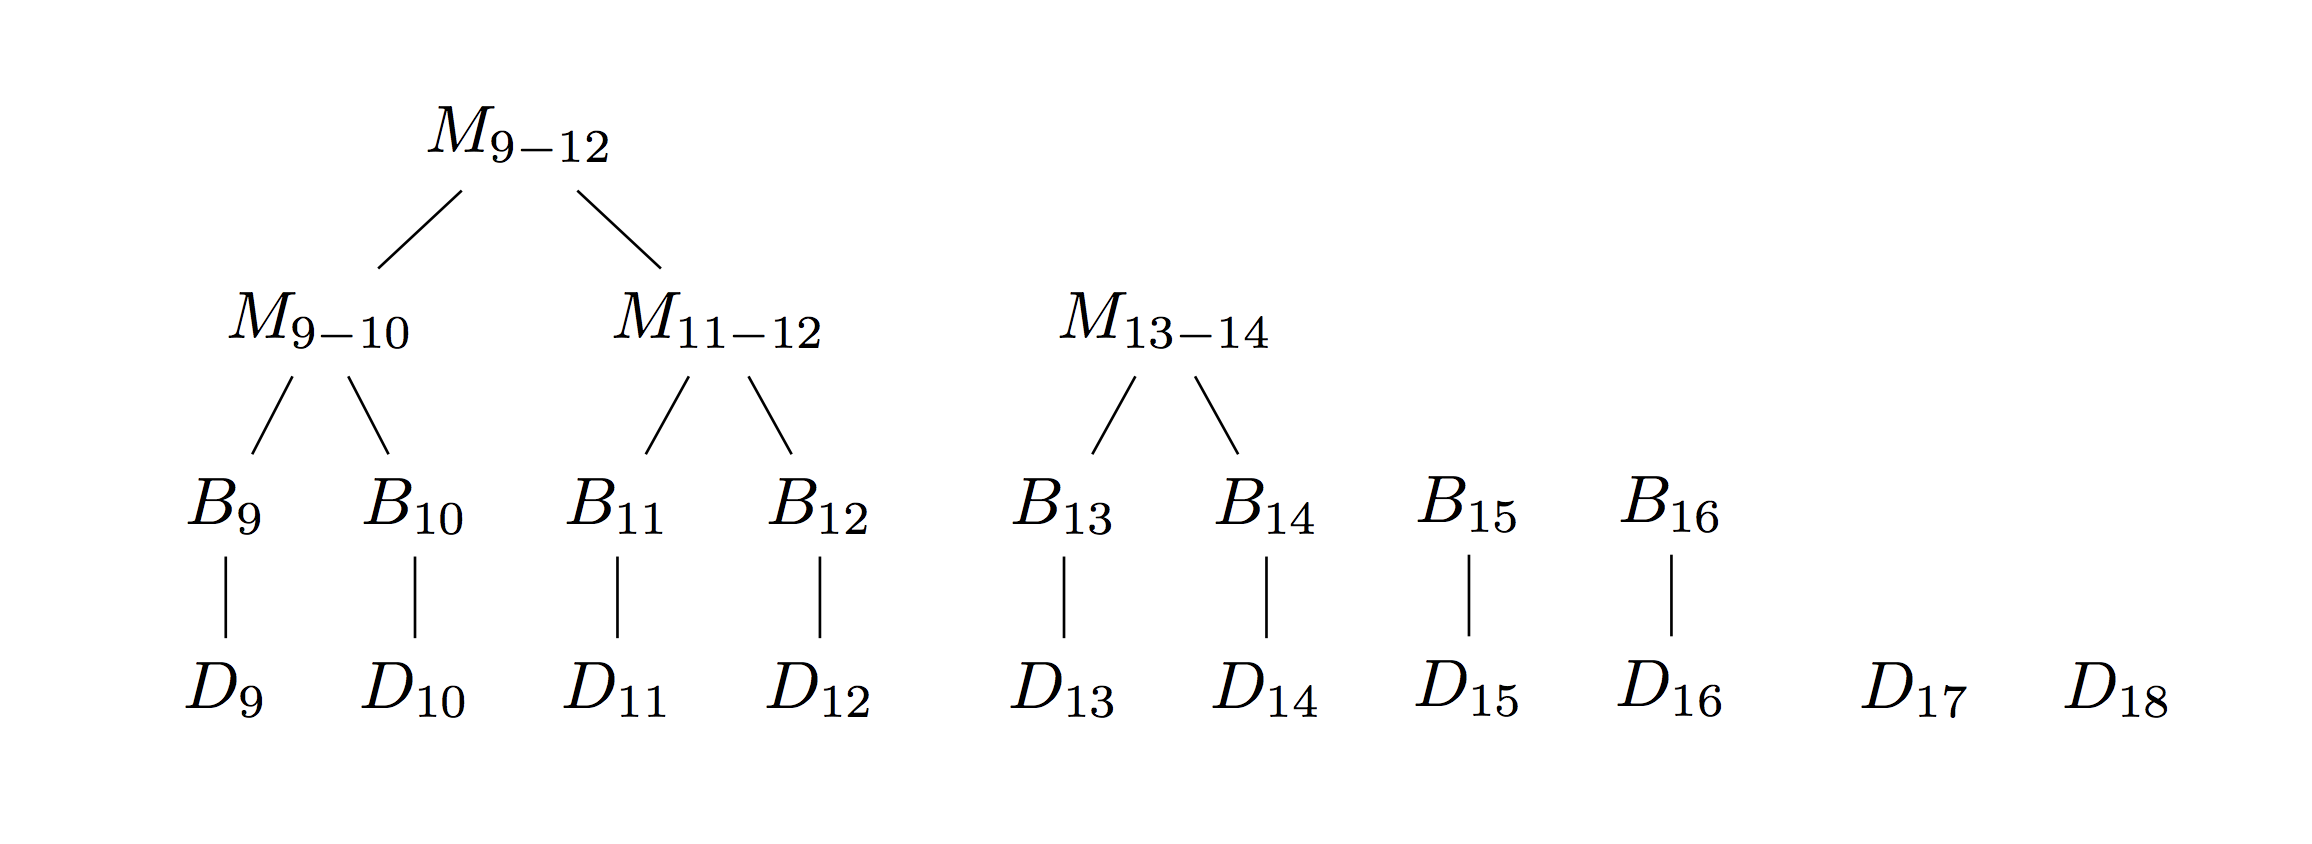 M₉₋₁₂
M₉₋₁₀ M₁₁₋₁₂ M₁₃₋₁₄
B₉ B₁₀ B₁₁ B₁₂ B₁₃ B₁₄ B₁₅ B₁₆
D₉ D₁₀ D₁₁ D₁₂ D₁₃ D₁₄ D₁₅ D₁₆ D₁₇ D₁₈